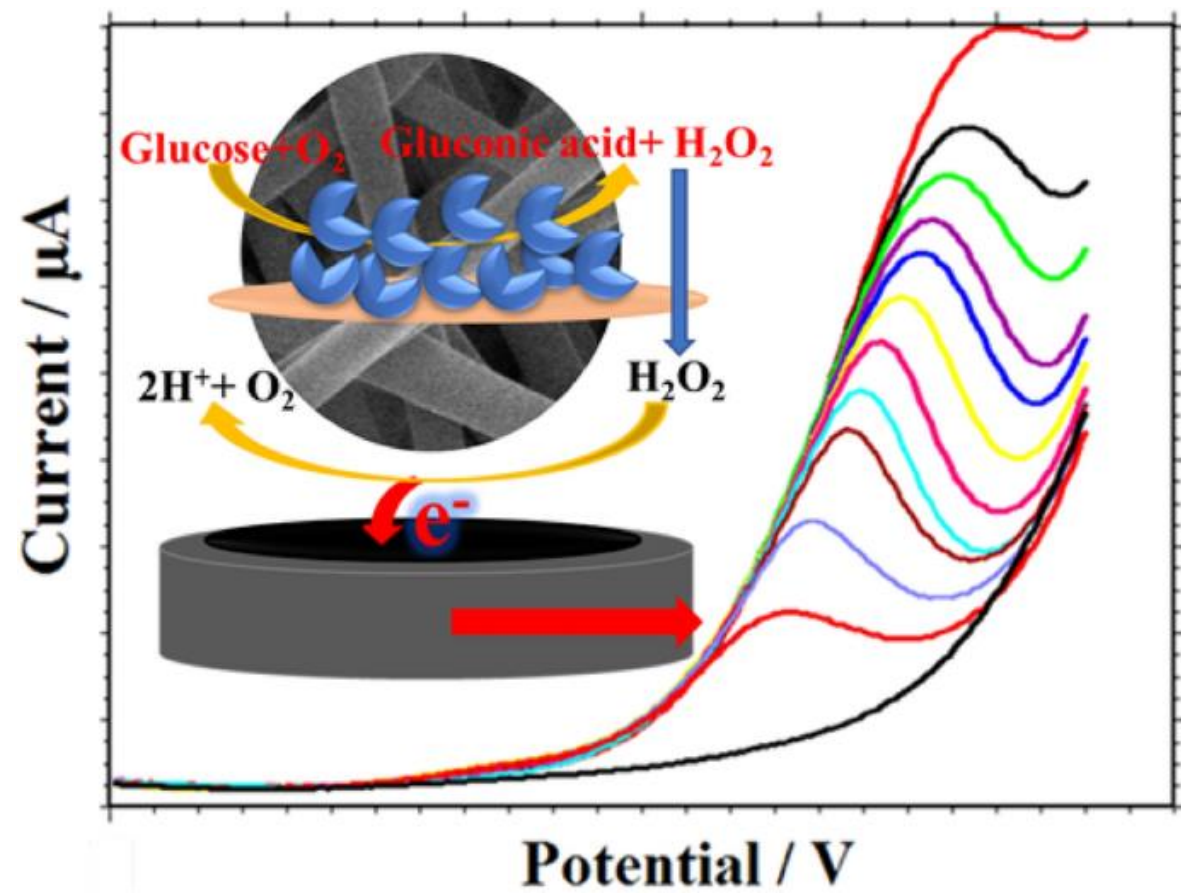 Glucose+O₂ Gluconic acid+ H₂O₂
2H⁺+ O₂ H₂O₂
e⁻
Current / µA
Potential / V